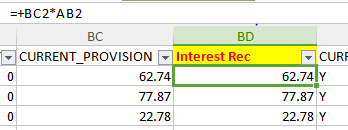 =+BC2*AB2
BC BD
CURRENT_PROVISION Interest Rec CURR
0 62.74 62.74 Y
0 77.87 77.87 Y
0 22.78 22.78 Y